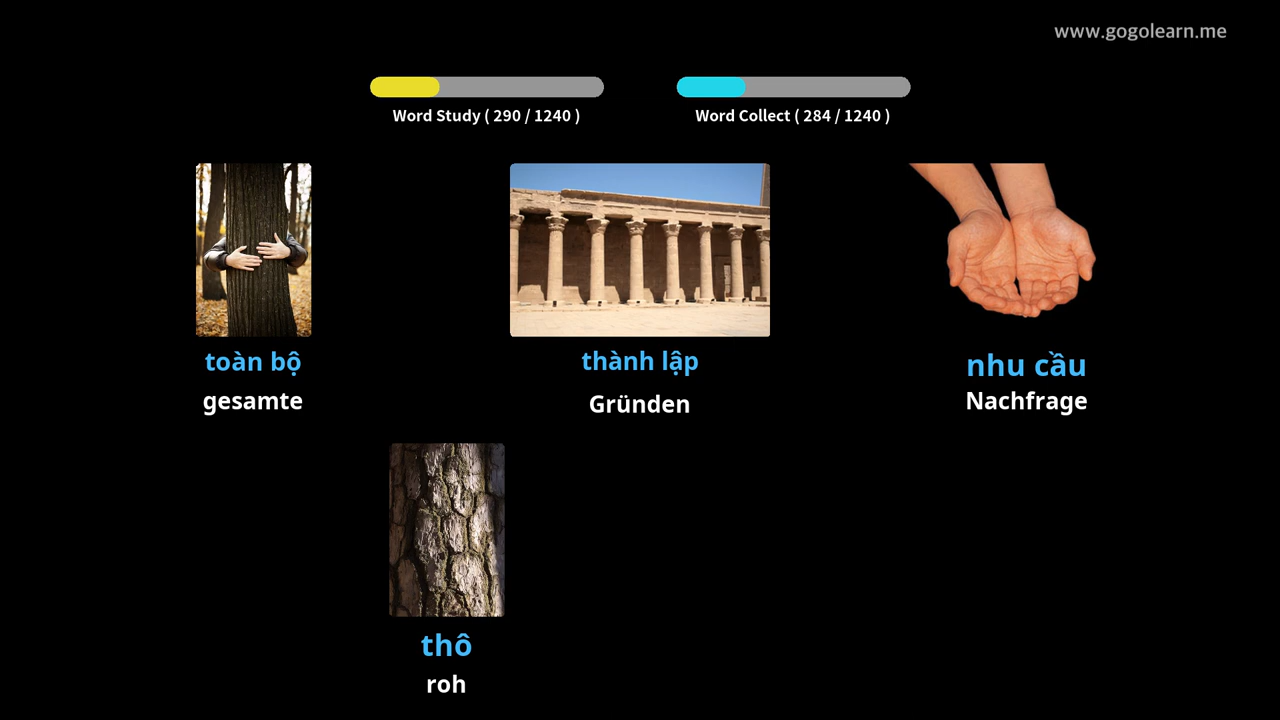 www.gogolearn.me
Word Study ( 290 / 1240 )
Word Collect ( 284 / 1240 )
toàn bộ
gesamte
thành lập
Gründen
nhu cầu
Nachfrage
thô
roh